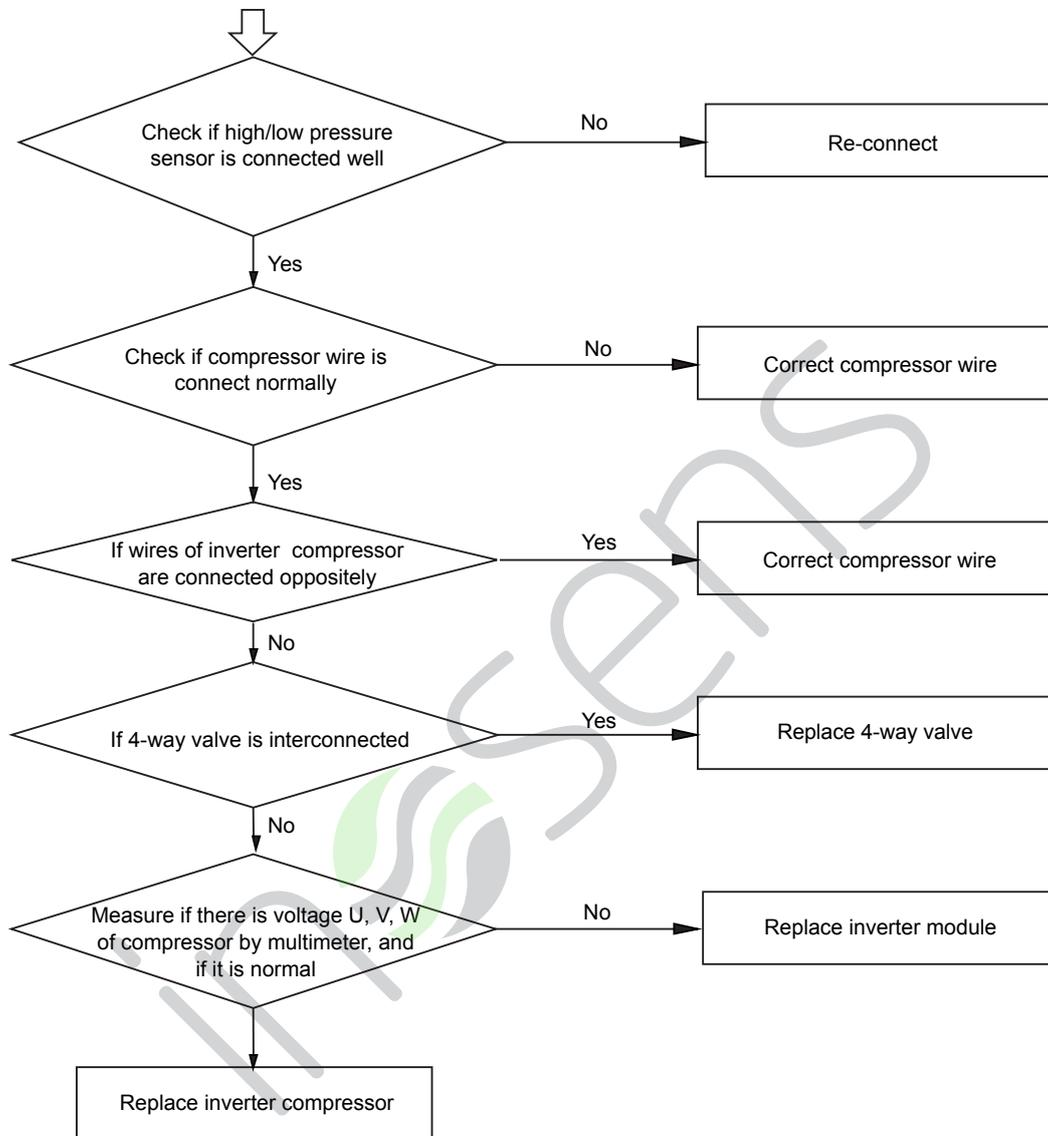 Check if high/low pressure
sensor is connected well
No
Re-connect
Yes
Check if compressor wire is
connect normally
No
Correct compressor wire
Yes
If wires of inverter  compressor
are connected oppositely
Yes
Correct compressor wire
No
If 4-way valve is interconnected
Yes
Replace 4-way valve
No
Measure if there is voltage U, V, W
of compressor by multimeter, and
if it is normal
No
Replace inverter module
Replace inverter compressor
insens